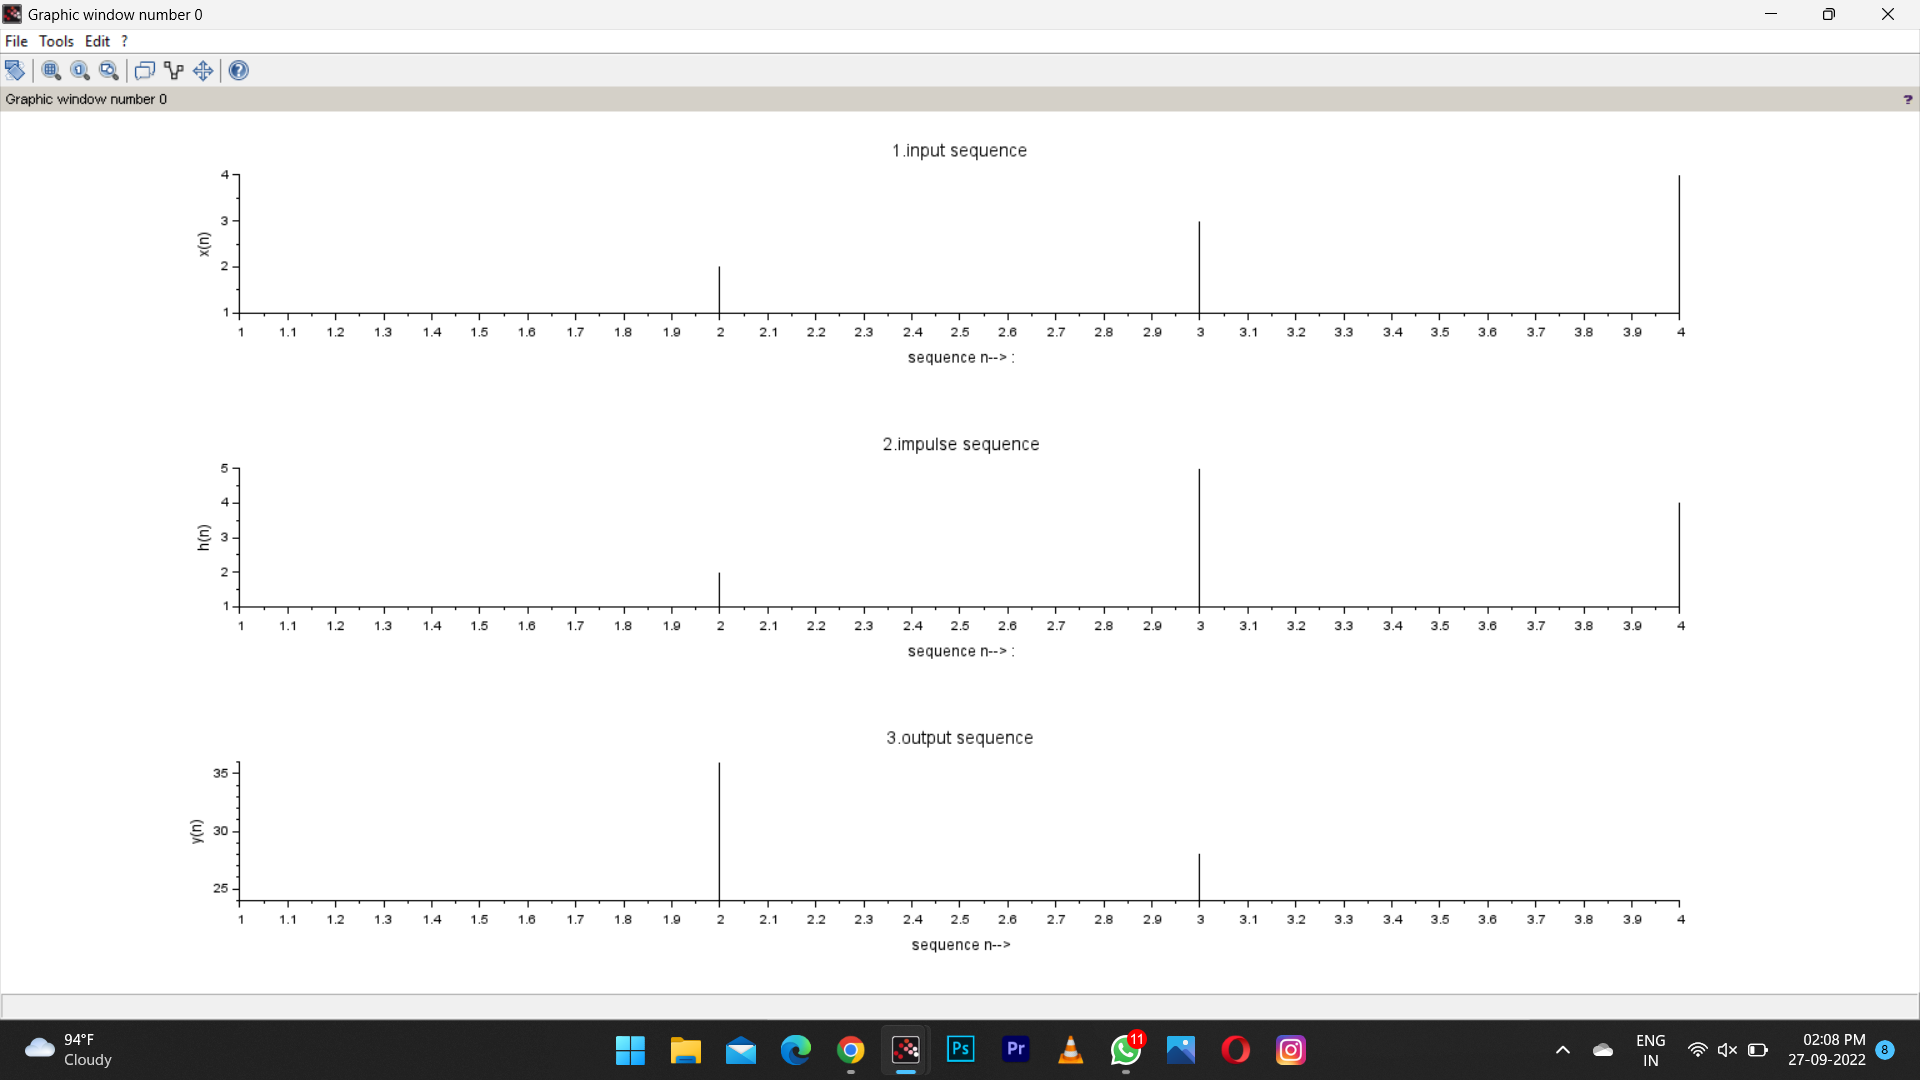 Graphic window number 0
File Tools Edit ?
Graphic window number 0 ?
1.input sequence
4
3
2
1
x(n)
1 1.1 1.2 1.3 1.4 1.5 1.6 1.7 1.8 1.9 2 2.1 2.2 2.3 2.4 2.5 2.6 2.7 2.8 2.9 3 3.1 3.2 3.3 3.4 3.5 3.6 3.7 3.8 3.9 4
sequence n--> :
2.impulse sequence
5
4
3
2
1
h(n)
1 1.1 1.2 1.3 1.4 1.5 1.6 1.7 1.8 1.9 2 2.1 2.2 2.3 2.4 2.5 2.6 2.7 2.8 2.9 3 3.1 3.2 3.3 3.4 3.5 3.6 3.7 3.8 3.9 4
sequence n--> :
3.output sequence
35
30
25
y(n)
1 1.1 1.2 1.3 1.4 1.5 1.6 1.7 1.8 1.9 2 2.1 2.2 2.3 2.4 2.5 2.6 2.7 2.8 2.9 3 3.1 3.2 3.3 3.4 3.5 3.6 3.7 3.8 3.9 4
sequence n-->
94°F
Cloudy
Ps
Pr
11
ENG
IN
02:08 PM
27-09-2022
8